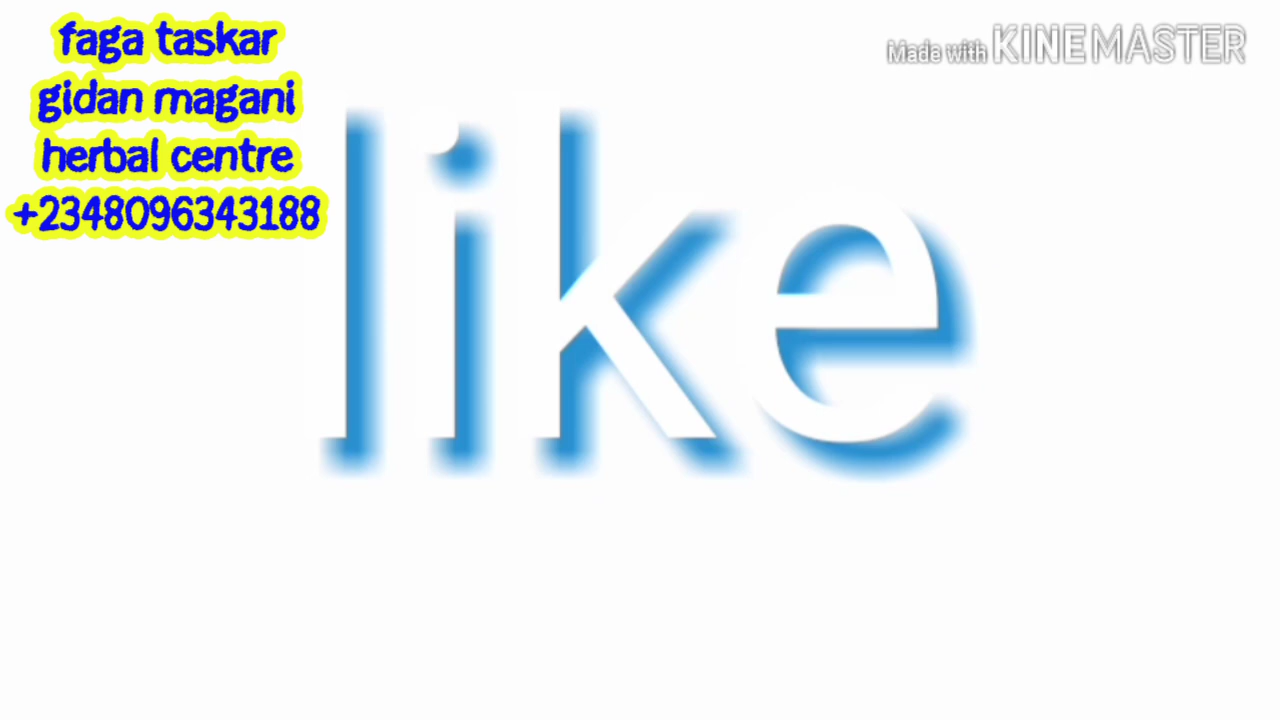 faga taskar
gidan magani
herbal centre
+2348096343188
Made with KINEMASTER
like